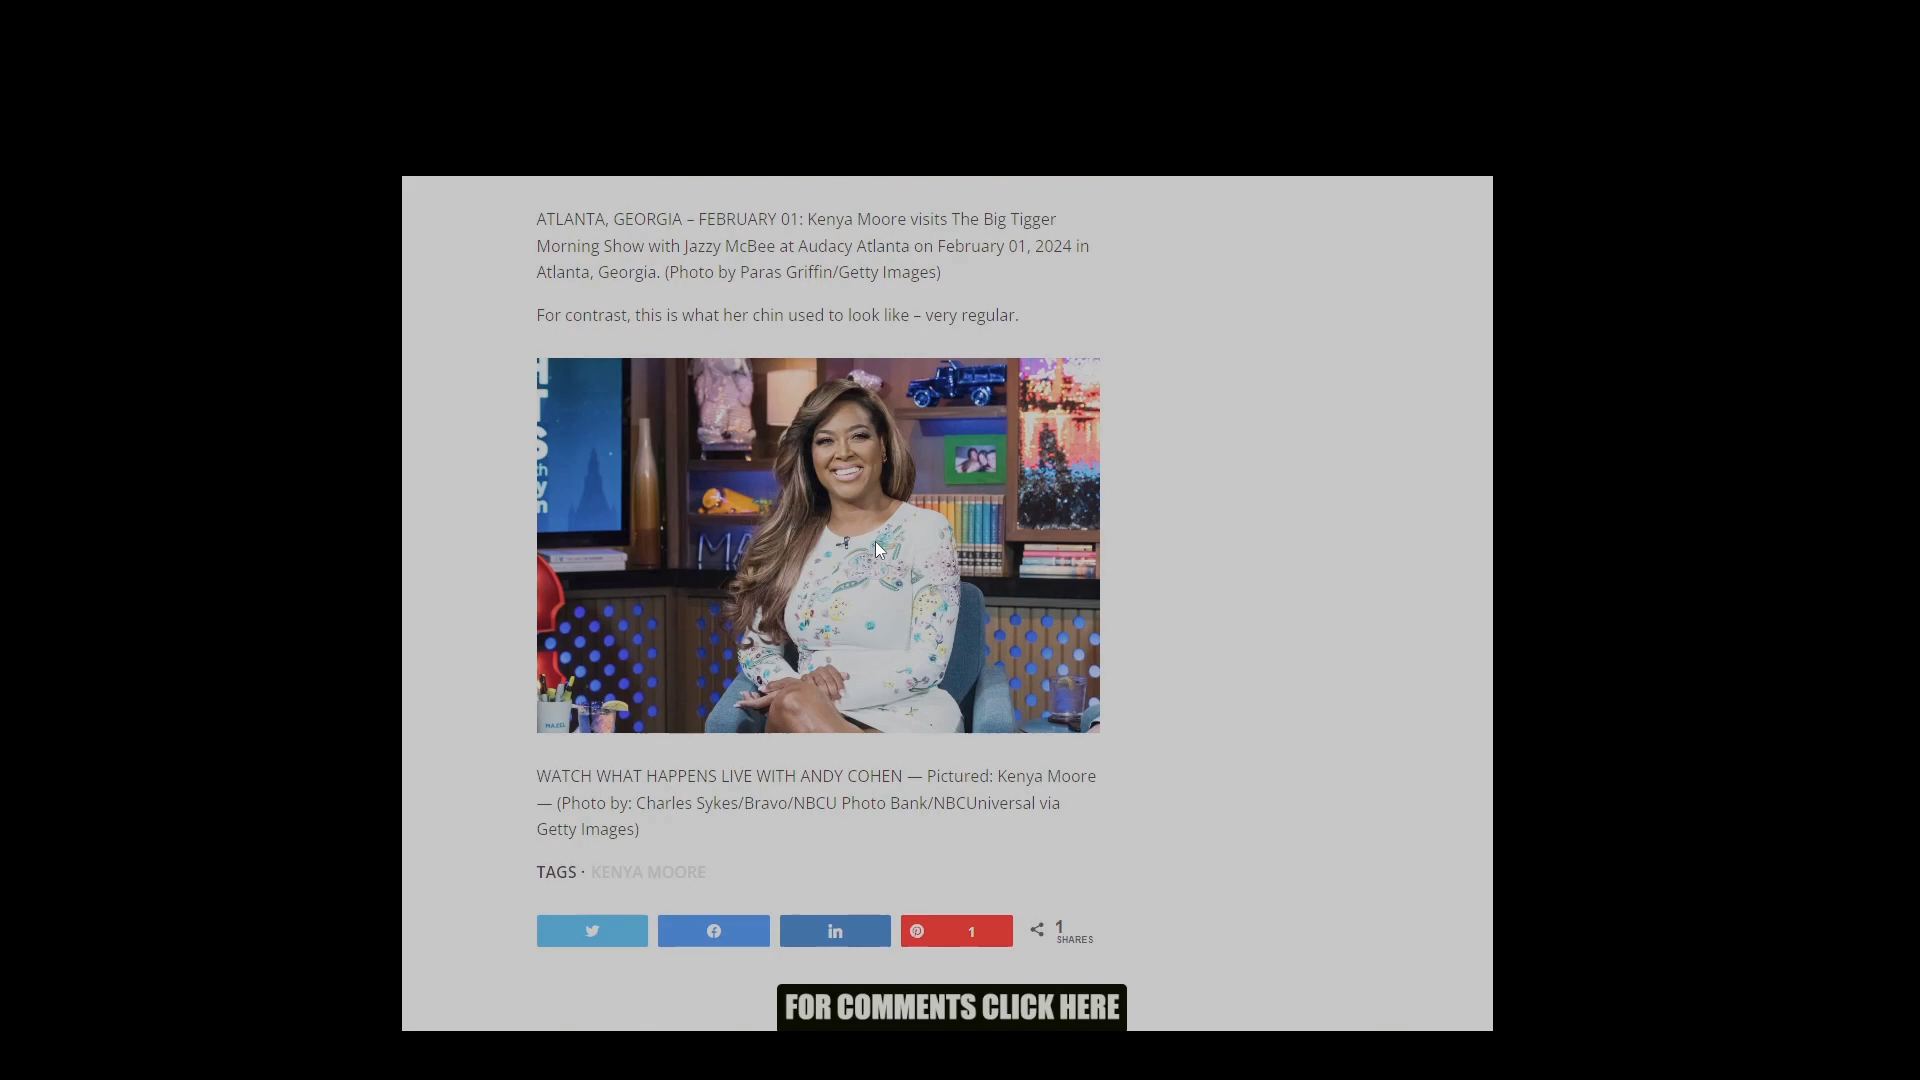 ATLANTA, GEORGIA – FEBRUARY 01: Kenya Moore visits The Big Tigger
Morning Show with Jazzy McBee at Audacy Atlanta on February 01, 2024 in
Atlanta, Georgia. (Photo by Paras Griffin/Getty Images)
For contrast, this is what her chin used to look like – very regular.
MA
MAZEL
WATCH WHAT HAPPENS LIVE WITH ANDY COHEN — Pictured: Kenya Moore
— (Photo by: Charles Sykes/Bravo/NBCU Photo Bank/NBCUniversal via
Getty Images)
TAGS · KENYA MOORE
1
1
SHARES
FOR COMMENTS CLICK HERE